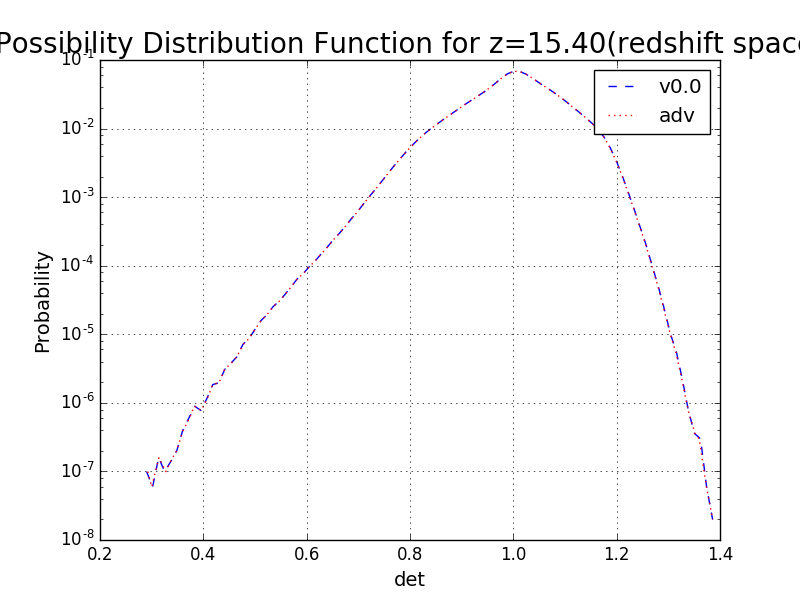 Possibility Distribution Function for z=15.40(redshift spac
10^-1
10^-2
10^-3
10^-4
10^-5
10^-6
10^-7
10^-8
Probability
v0.0
adv
0.2 0.4 0.6 0.8 1.0 1.2 1.4
det